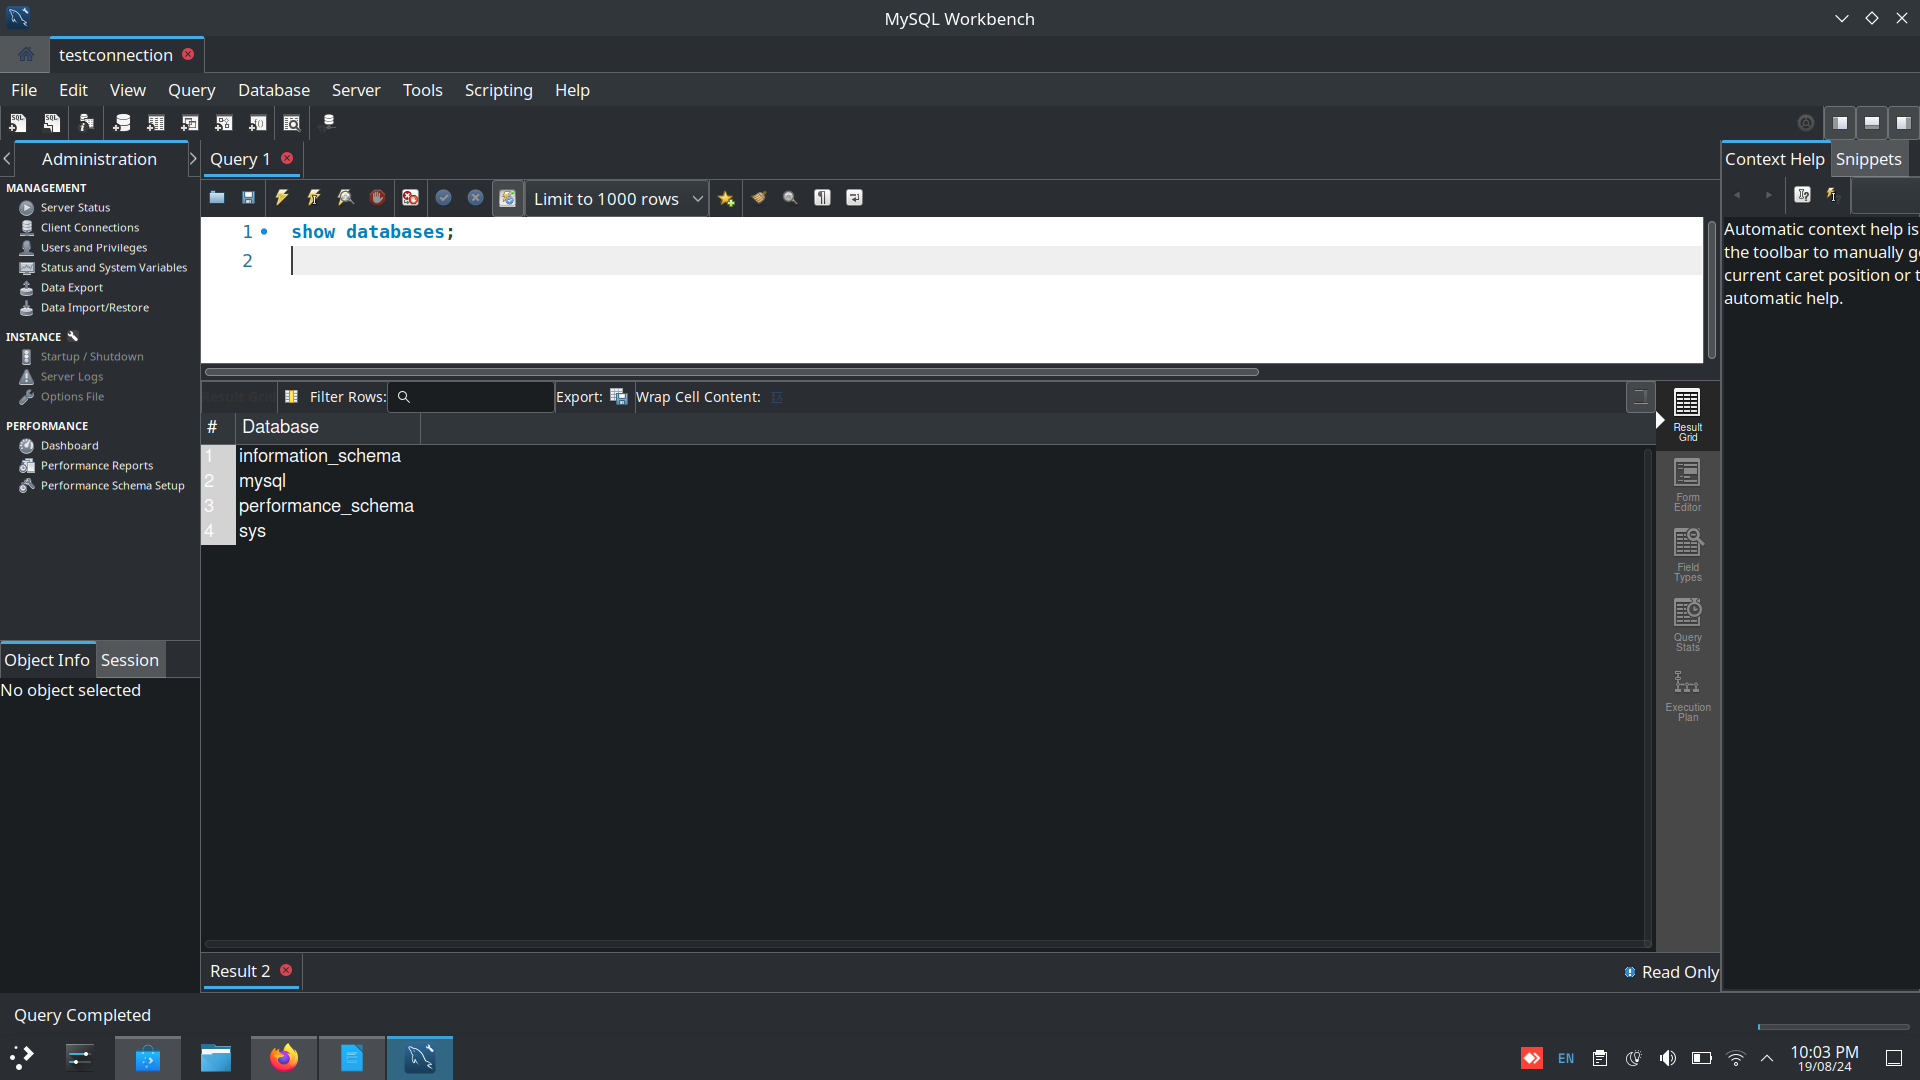 MySQL Workbench
testconnection
File Edit View Query Database Server Tools Scripting Help
Administration
MANAGEMENT
Server Status
Client Connections
Users and Privileges
Status and System Variables
Data Export
Data Import/Restore
INSTANCE
Startup / Shutdown
Server Logs
Options File
PERFORMANCE
Dashboard
Performance Reports
Performance Schema Setup
Object Info Session
No object selected
Query 1
Limit to 1000 rows
1 show databases;
2
Result Grid Filter Rows: Export: Wrap Cell Content:
# Database
1 information_schema
2 mysql
3 performance_schema
4 sys
Result
Grid
Form
Editor
Field
Types
Query
Stats
Execution
Plan
Result 2
Read Only
Context Help Snippets
Automatic context help is
the toolbar to manually g
current caret position or t
automatic help.
Query Completed
EN
10:03 PM
19/08/24